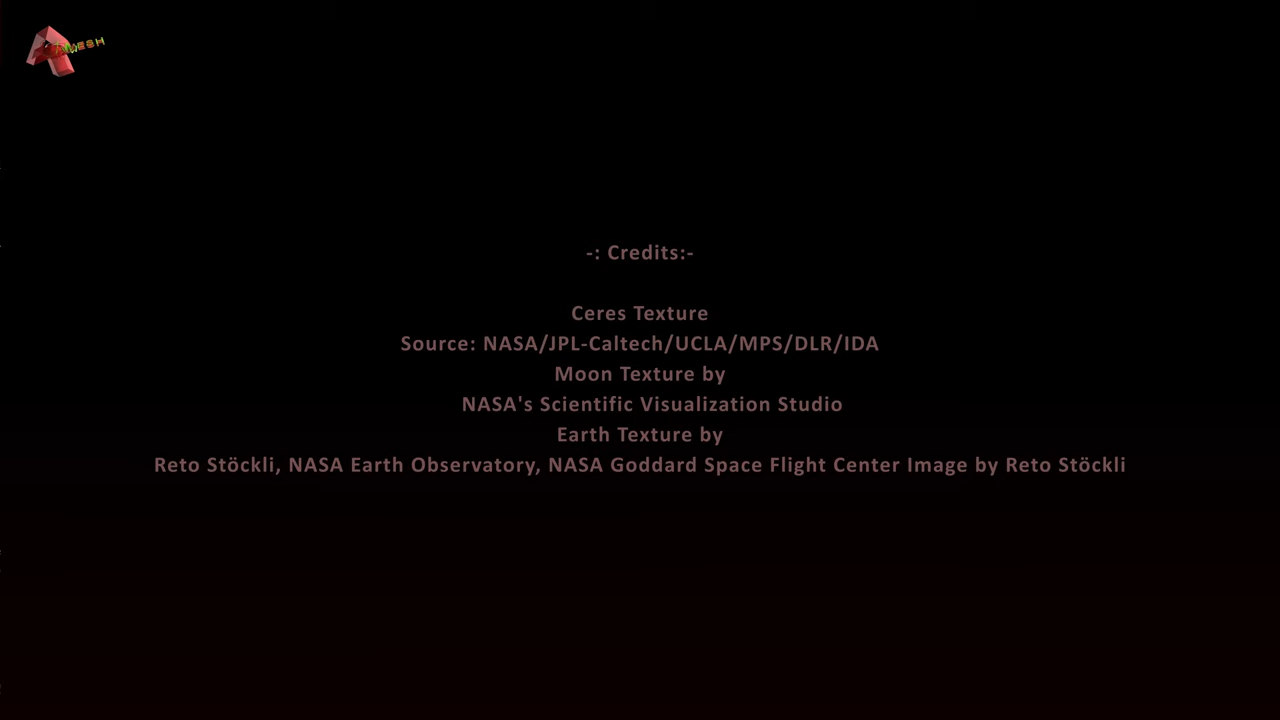 -: Credits:-
Ceres Texture
Source: NASA/JPL-Caltech/UCLA/MPS/DLR/IDA
Moon Texture by
NASA's Scientific Visualization Studio
Earth Texture by
Reto Stöckli, NASA Earth Observatory, NASA Goddard Space Flight Center Image by Reto Stöckli